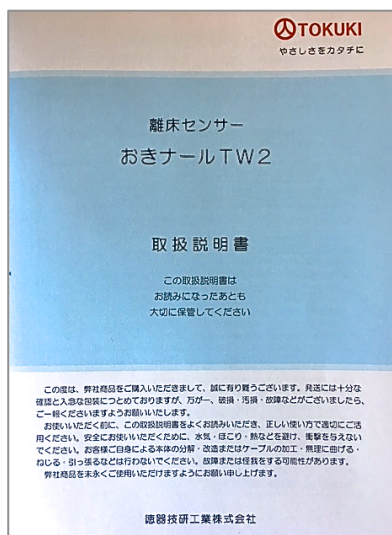 TOKUKI
やさしさをカタチに
離床センサー
おきナールTW2
取扱説明書
この取扱説明書は
お読みになったあとも
大切に保管してください
この度は、弊社商品をご購入いただきまして、誠に有り難うございます。発送には十分な
確認と入念な包装につとめておりますが、万が一、破損・汚損・故障などがございましたら、
ご一報くださいますようお願いいたします。
お使いいただく前に、この取扱説明書をよくお読みいただき、正しい使い方で適切にご活
用ください。安全にお使いいただくために、水気・ほこり・熱などを避け、衝撃を与えない
でください。お客様ご自身による本体の分解・改造またはケーブルの加工・無理に曲げる・
ねじる・引っ張るなどは行わないでください。故障または怪我をする可能性があります。
弊社商品を末永くご使用いただけますようにお願い申し上げます。
徳器技研工業株式会社